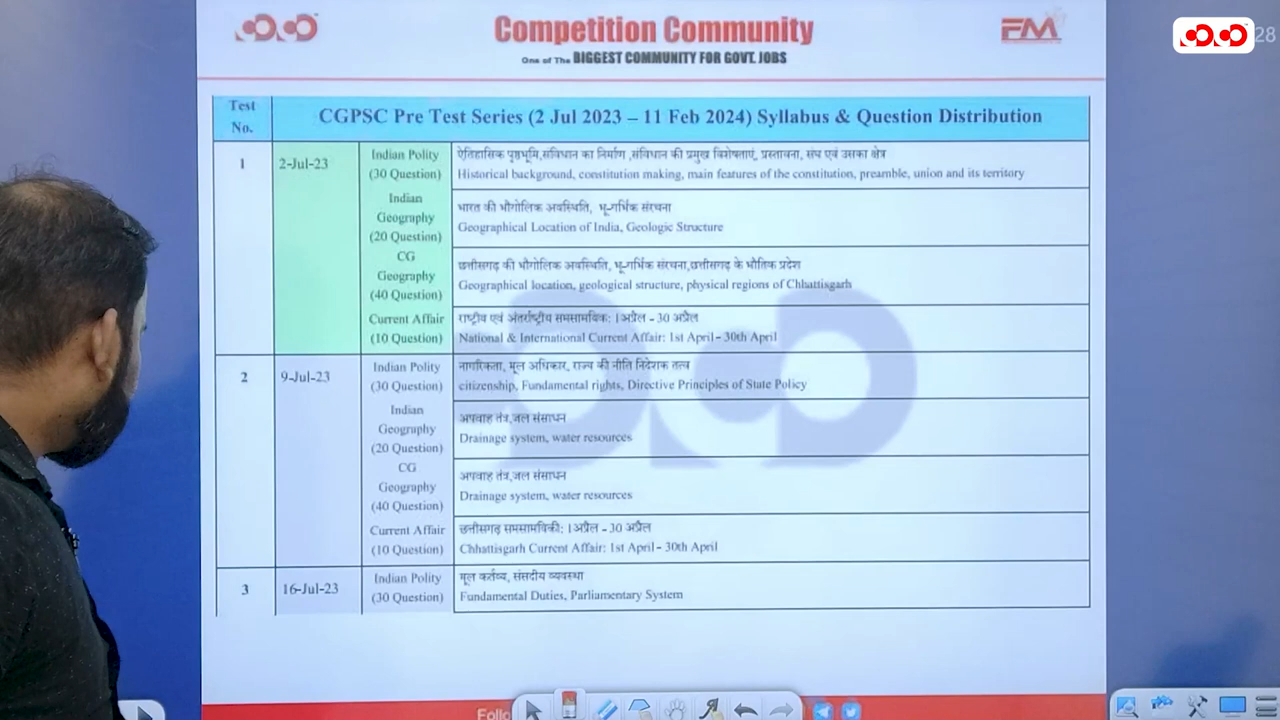 Competition Community
One of The BIGGEST COMMUNITY FOR GOVT. JOBS
FM
28
Test No.
CGPSC Pre Test Series (2 Jul 2023 – 11 Feb 2024) Syllabus & Question Distribution
1
2-Jul-23
Indian Polity
(30 Question)
ऐतिहासिक पृष्ठभूमि,संविधान का निर्माण ,संविधान की प्रमुख विशेषताएं, प्रस्तावना, संघ एवं उसका क्षेत्र
Historical background, constitution making, main features of the constitution, preamble, union and its territory
Indian
Geography
(20 Question)
भारत की भौगोलिक अवस्थिति, भू-गर्भिक संरचना
Geographical Location of India, Geologic Structure
CG
Geography
(40 Question)
छत्तीसगढ़ की भौगोलिक अवस्थिति, भू-गर्भिक संरचना,छत्तीसगढ़ के भौतिक प्रदेश
Geographical location, geological structure, physical regions of Chhattisgarh
Current Affair
(10 Question)
राष्ट्रीय एवं अंतर्राष्ट्रीय समसामयिक: 1अप्रैल - 30 अप्रैल
National & International Current Affair: 1st April - 30th April
2
9-Jul-23
Indian Polity
(30 Question)
नागरिकता, मूल अधिकार, राज्य की नीति निदेशक तत्व
citizenship, Fundamental rights, Directive Principles of State Policy
Indian
Geography
(20 Question)
अपवाह तंत्र,जल संसाधन
Drainage system, water resources
CG
Geography
(40 Question)
अपवाह तंत्र,जल संसाधन
Drainage system, water resources
Current Affair
(10 Question)
छत्तीसगढ़ समसामयिकी: 1अप्रैल - 30 अप्रैल
Chhattisgarh Current Affair: 1st April - 30th April
3
16-Jul-23
Indian Polity
(30 Question)
मूल कर्तव्य, संसदीय व्यवस्था
Fundamental Duties, Parliamentary System